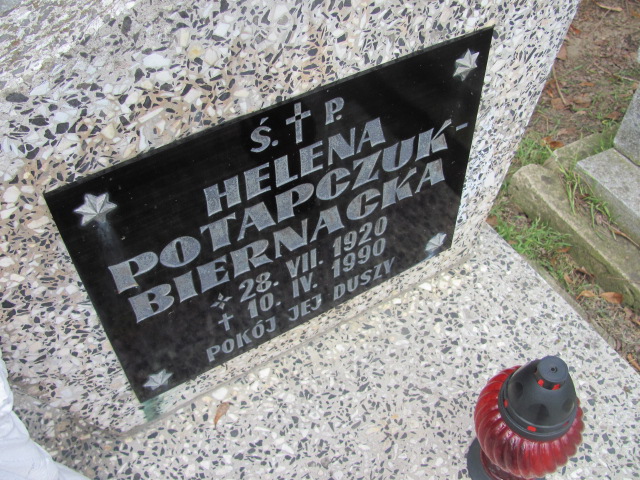 Ś. † P.
HELENA
POTAPCZUK-
BIERNACKA
28. VII. 1920
† 10. IV. 1990
POKÓJ JEJ DUSZY